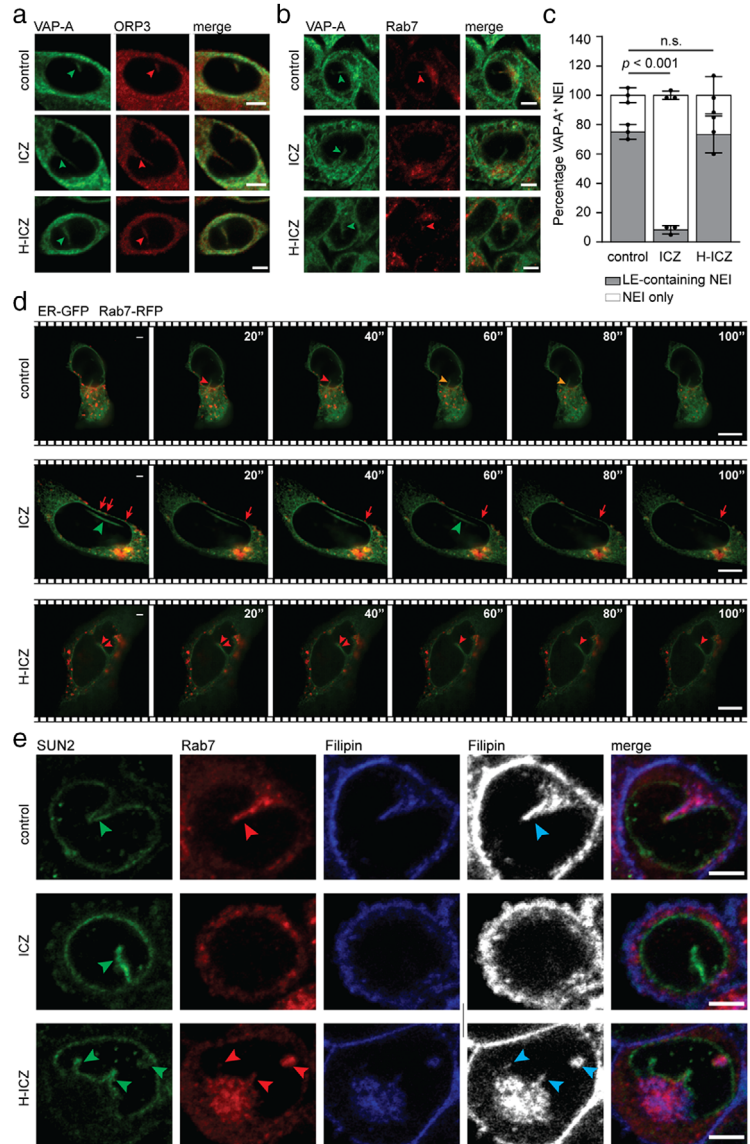 a
VAP-A ORP3 merge
control
ICZ
H-ICZ
b
VAP-A Rab7 merge
control
ICZ
H-ICZ
c
n.s.
p < 0.001
Percentage VAP-A+ NEI
140
120
100
80
60
40
20
0
control ICZ H-ICZ
LE-containing NEI
NEI only
d
ER-GFP Rab7-RFP
control
– 20” 40” 60” 80” 100”
ICZ
– 20” 40” 60” 80” 100”
H-ICZ
– 20” 40” 60” 80” 100”
e
SUN2 Rab7 Filipin Filipin merge
control
ICZ
H-ICZ